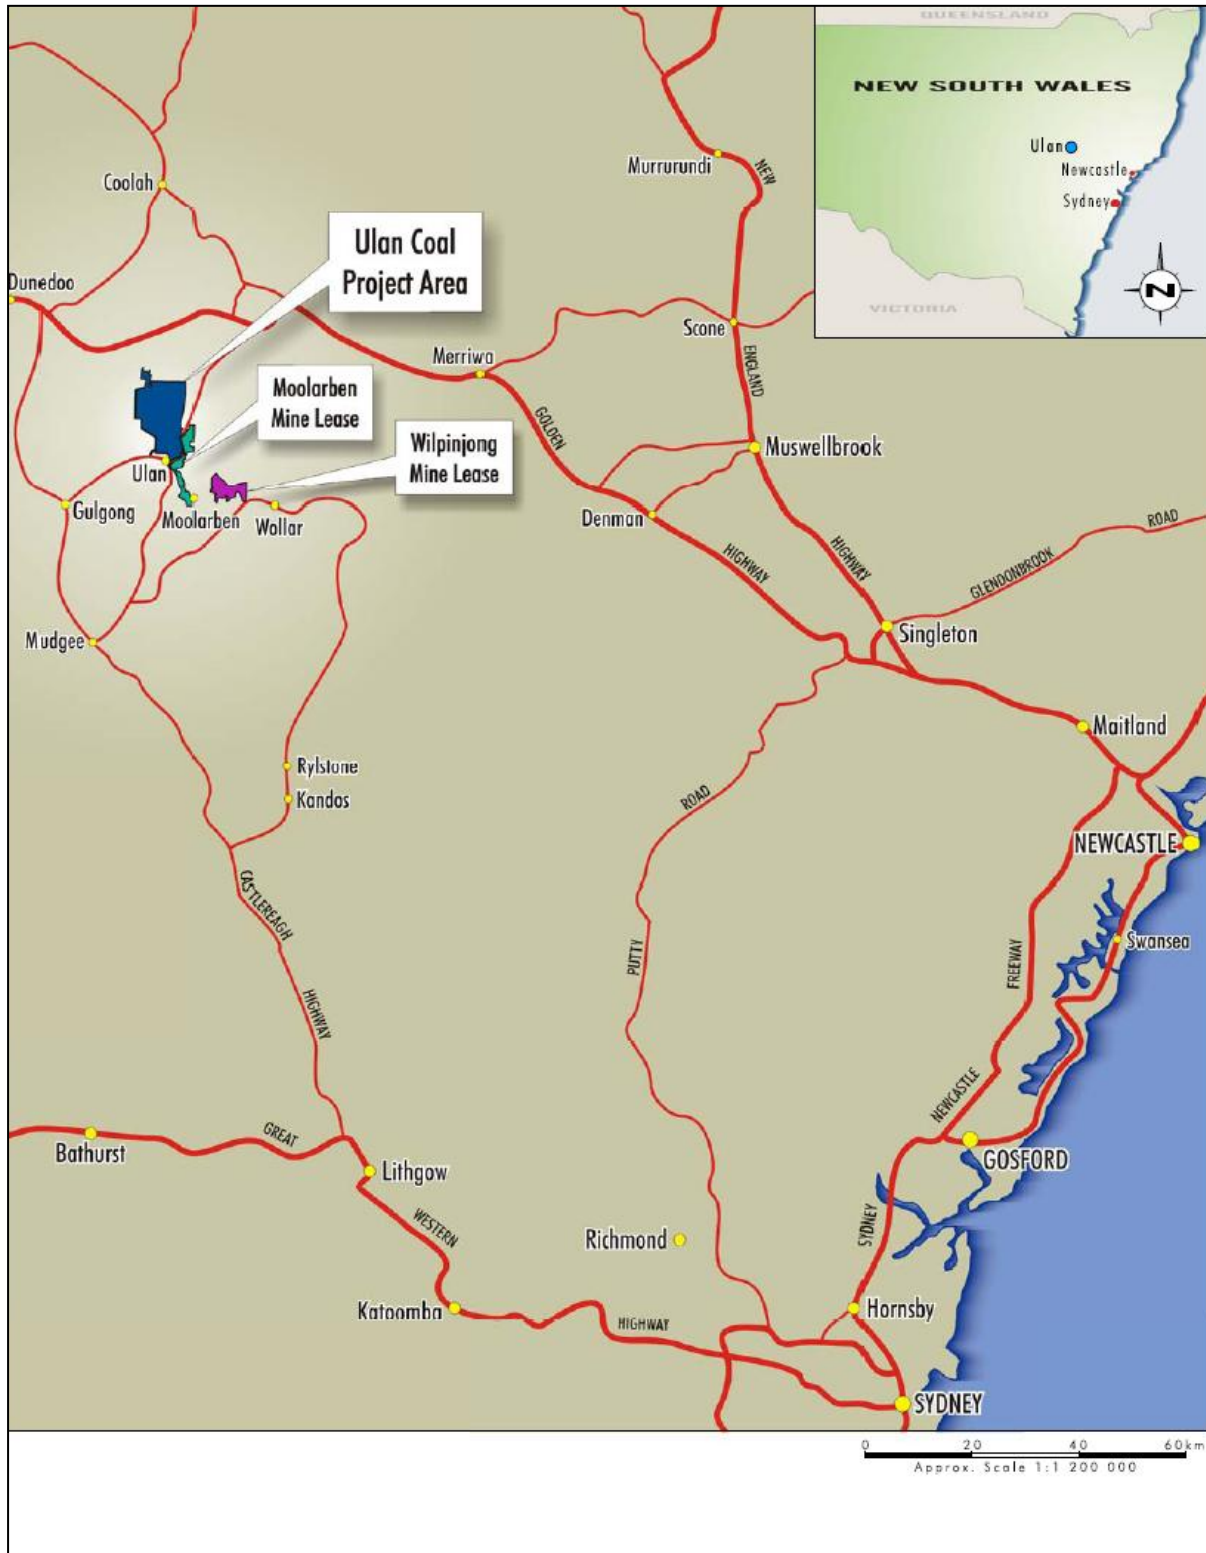 QUEENSLAND
NEW SOUTH WALES
Ulan
Newcastle
Sydney
VICTORIA
N
Murrurundi
NEW
Coolah
Ulan Coal
Project Area
Dunedoo
Scone
ENGLAND
Merriwa
Moolarben
Mine Lease
GOLDEN
Wilpinjong
Mine Lease
Muswellbrook
Ulan
Gulgong
Moolarben
Wollar
Denman
HIGHWAY
HIGHWAY
ROAD
GLENDONBROOK
Singleton
Mudgee
Maitland
Rylstone
Kandos
ROAD
NEWCASTLE
CASTLEREAGH
HIGHWAY
PUTTY
FREEWAY
Swansea
NEWCASTLE
GREAT
Bathurst
Lithgow
GOSFORD
WESTERN
Richmond
SYDNEY
Katoomba
HIGHWAY
Hornsby
SYDNEY
0 20 40 60km
Approx. Scale 1:1 200 000